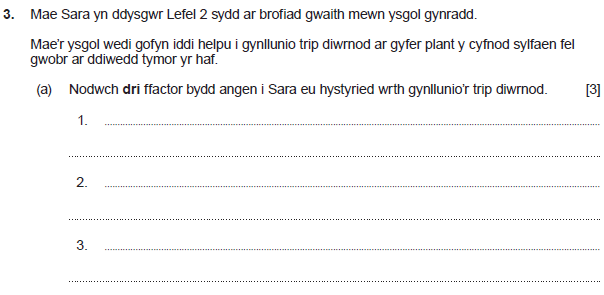 3. Mae Sara yn ddysgwr Lefel 2 sydd ar brofiad gwaith mewn ysgol gynradd.
Mae'r ysgol wedi gofyn iddi helpu i gynllunio trip diwrnod ar gyfer plant y cyfnod sylfaen fel
gwobr ar ddiwedd tymor yr haf.
(a) Nodwch dri ffactor bydd angen i Sara eu hystyried wrth gynllunio'r trip diwrnod. [3]
1.
2.
3.